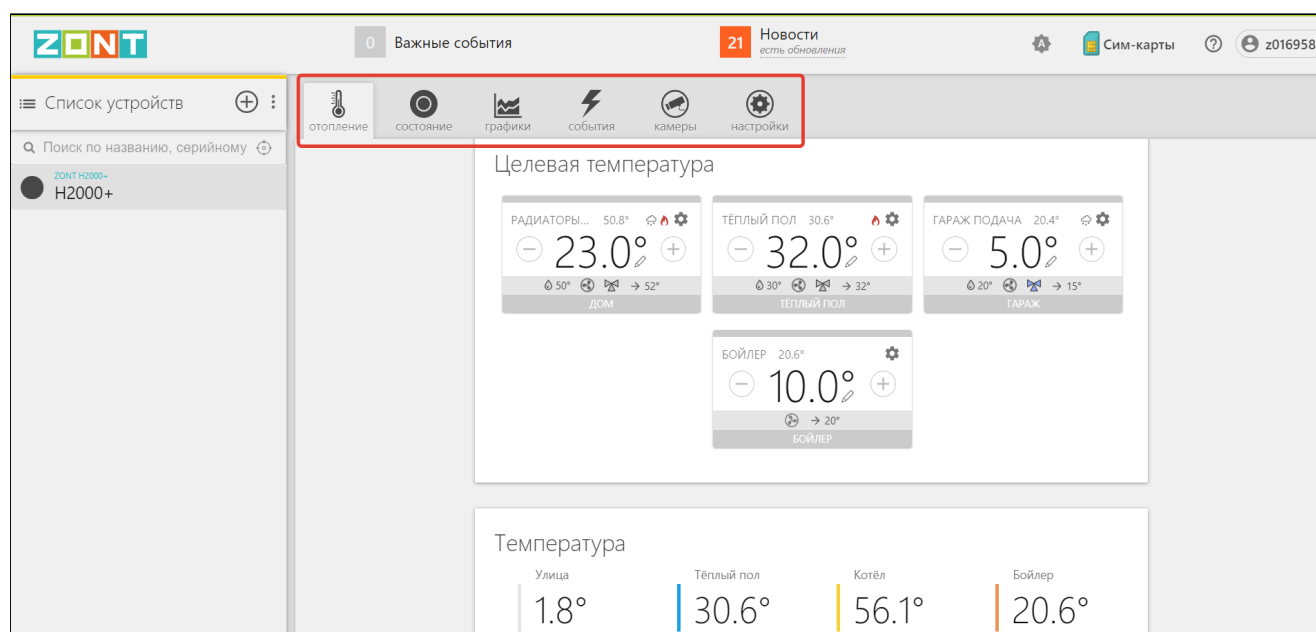 ZONT
0 Важные события
21 Новости
есть обновления
A
Сим-карты
?
z016958
Список устройств
Поиск по названию, серийному
ZONT H2000+
H2000+
отопление состояние графики события камеры настройки
Целевая температура
РАДИАТОРЫ... 50.8°
23.0°
50° → 52°
ДОМ
ТЁПЛЫЙ ПОЛ 30.6°
32.0°
30° → 32°
ТЁПЛЫЙ ПОЛ
ГАРАЖ ПОДАЧА 20.4°
5.0°
20° → 15°
ГАРАЖ
БОЙЛЕР 20.6°
10.0°
→ 20°
БОЙЛЕР
Температура
Улица Тёплый пол Котёл Бойлер
1.8° 30.6° 56.1° 20.6°